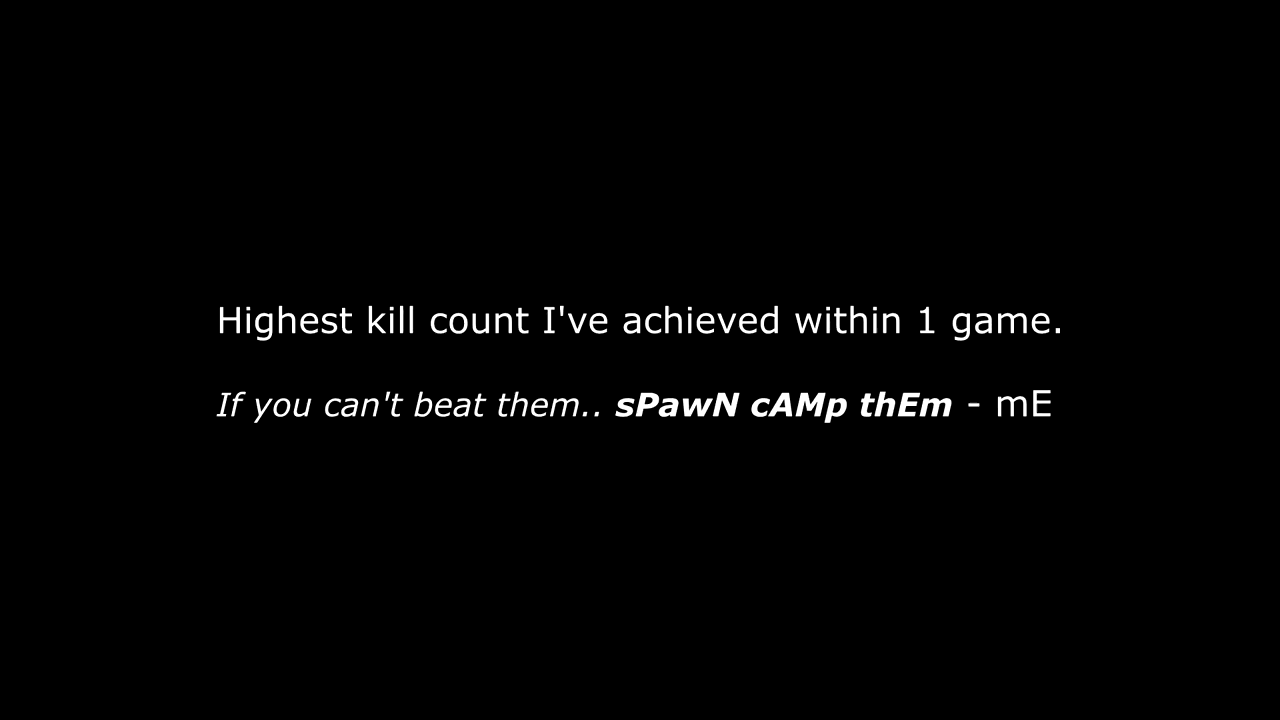 Highest kill count I've achieved within 1 game.
If you can't beat them.. sPawN cAMp thEm - mE